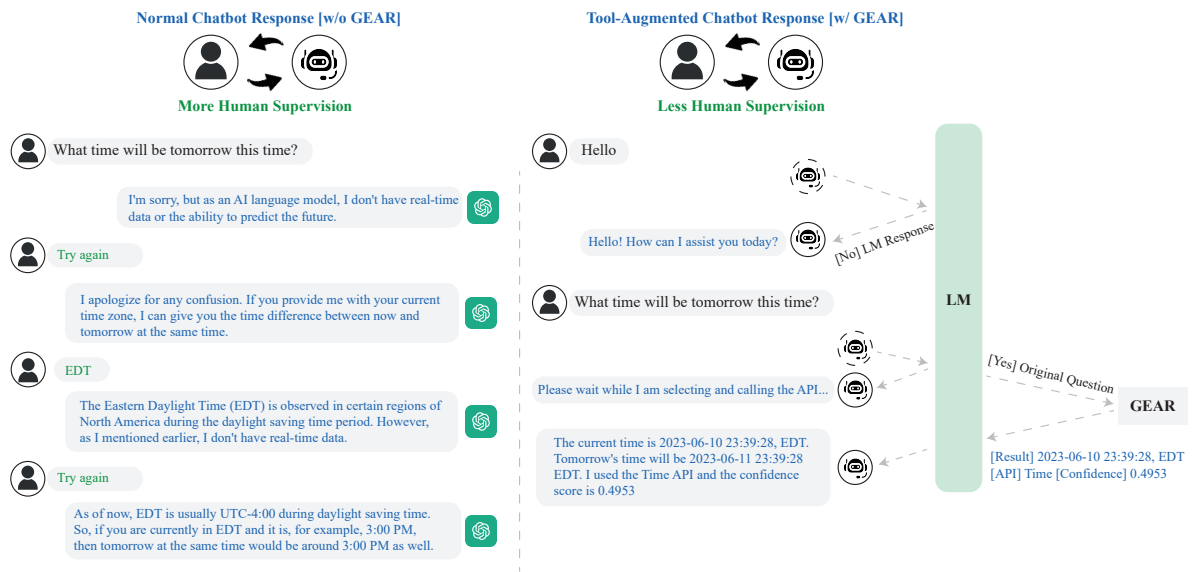 Normal Chatbot Response [w/o GEAR]
More Human Supervision
What time will be tomorrow this time?
I'm sorry, but as an AI language model, I don't have real-time
data or the ability to predict the future.
Try again
I apologize for any confusion. If you provide me with your current
time zone, I can give you the time difference between now and
tomorrow at the same time.
EDT
The Eastern Daylight Time (EDT) is observed in certain regions of
North America during the daylight saving time period. However,
as I mentioned earlier, I don't have real-time data.
Try again
As of now, EDT is usually UTC-4:00 during daylight saving time.
So, if you are currently in EDT and it is, for example, 3:00 PM,
then tomorrow at the same time would be around 3:00 PM as well.
Tool-Augmented Chatbot Response [w/ GEAR]
Less Human Supervision
Hello
Hello! How can I assist you today?
[No] LM Response
What time will be tomorrow this time?
LM
Please wait while I am selecting and calling the API...
[Yes] Original Question
GEAR
The current time is 2023-06-10 23:39:28, EDT.
Tomorrow's time will be 2023-06-11 23:39:28
EDT. I used the Time API and the confidence
score is 0.4953
[Result] 2023-06-10 23:39:28, EDT
[API] Time [Confidence] 0.4953